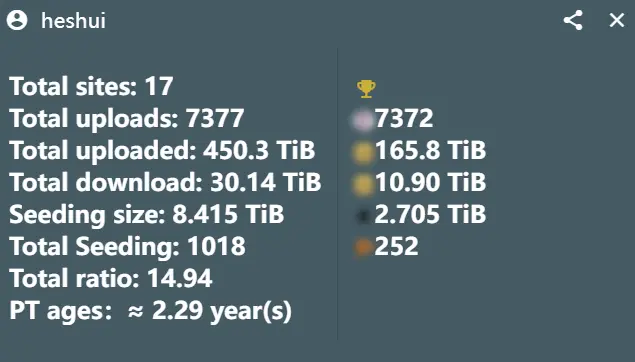 heshui
Total sites: 17
Total uploads: 7377
7372
Total uploaded: 450.3 TiB
165.8 TiB
Total download: 30.14 TiB
10.90 TiB
Seeding size: 8.415 TiB
2.705 TiB
Total Seeding: 1018
252
Total ratio: 14.94
PT ages： ≈ 2.29 year(s)